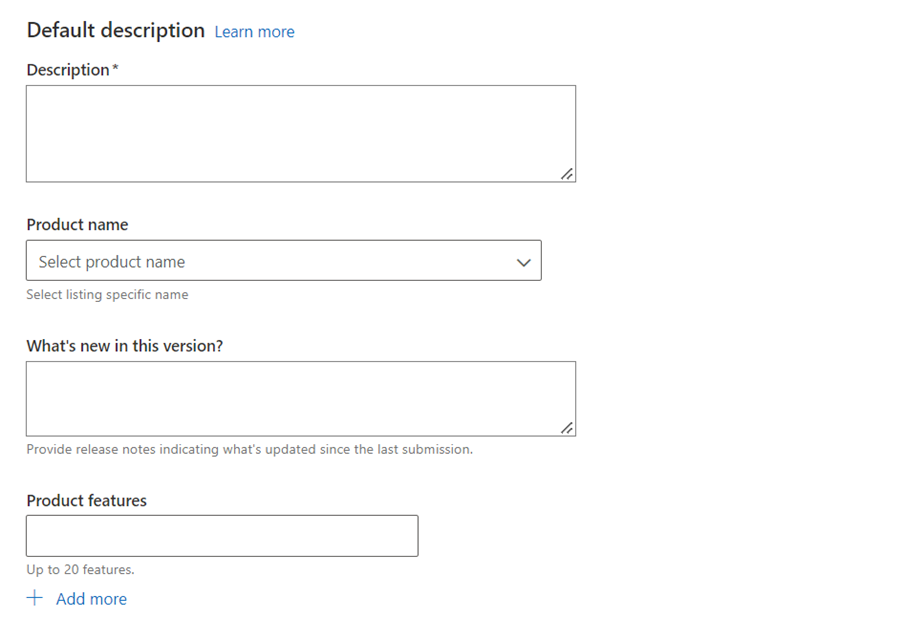 Default description Learn more
Description*
Product name
Select product name
Select listing specific name
What's new in this version?
Provide release notes indicating what's updated since the last submission.
Product features
Up to 20 features.
+ Add more